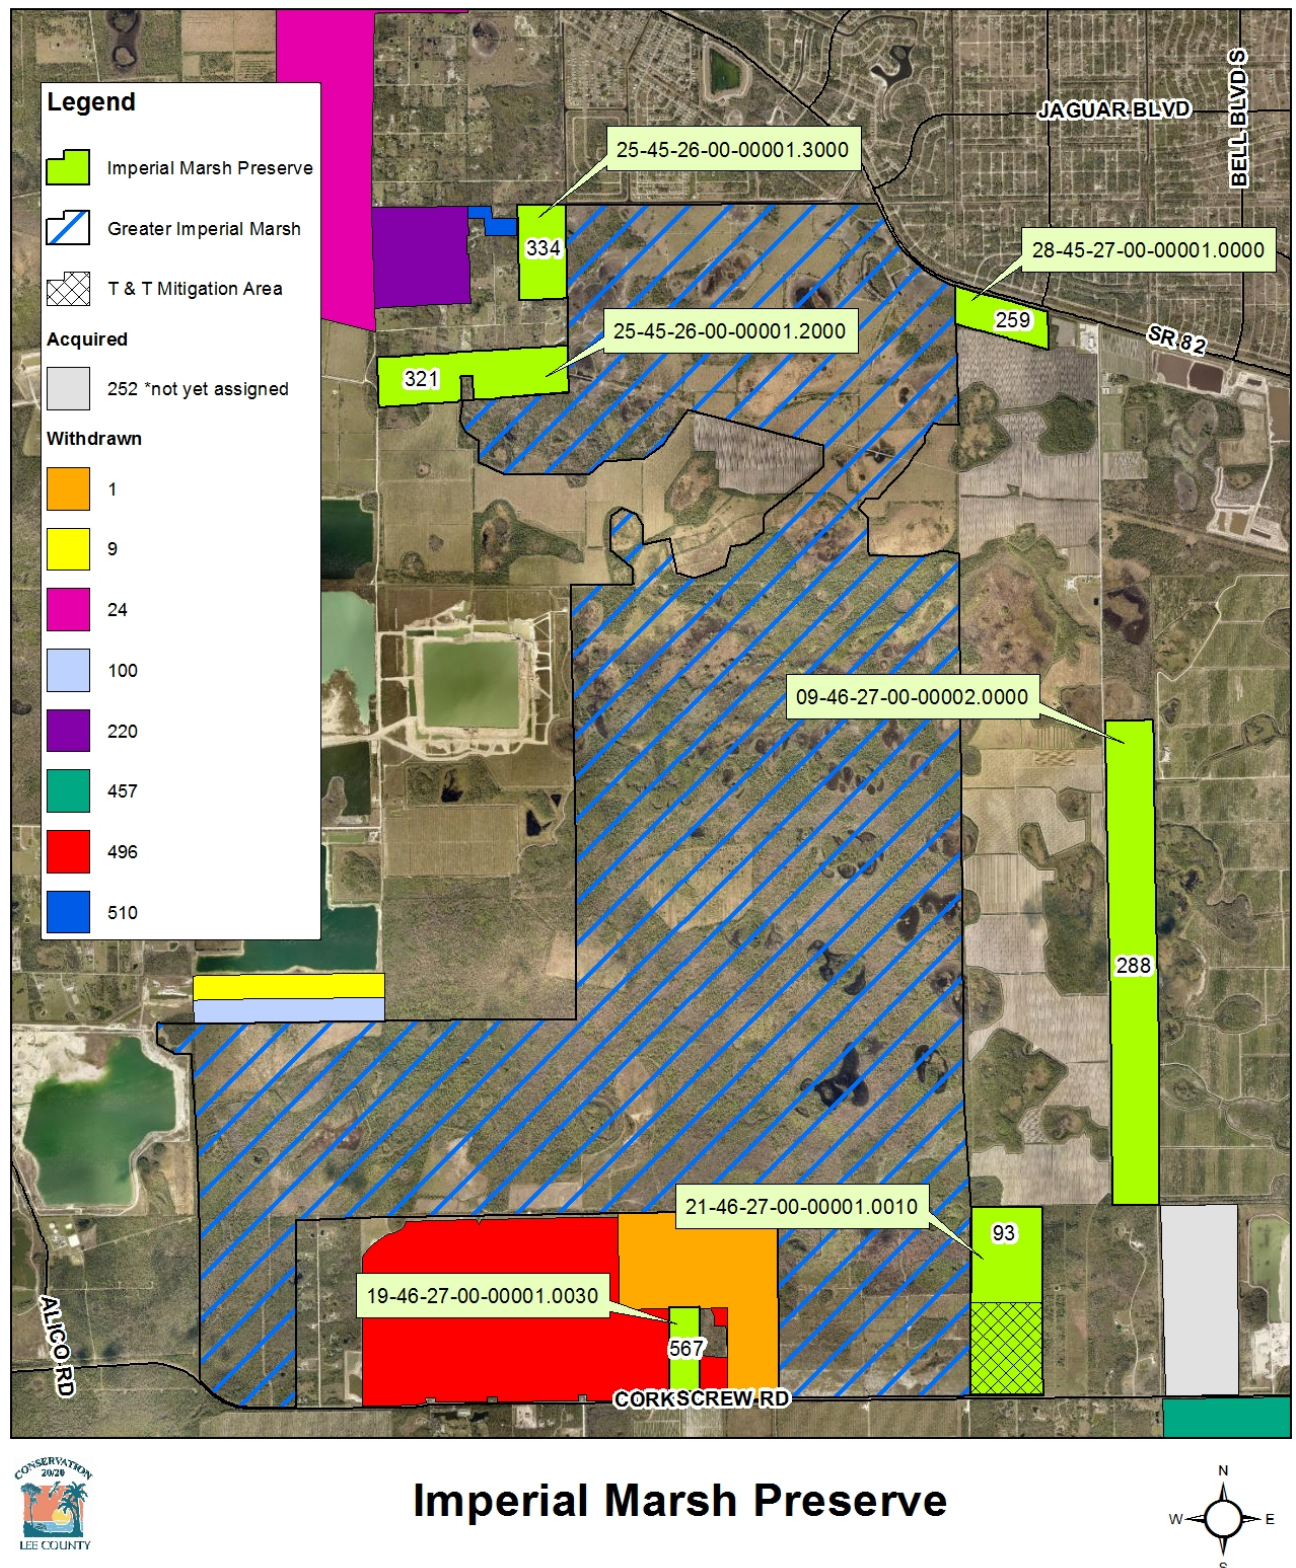 Legend
Imperial Marsh Preserve
Greater Imperial Marsh
T & T Mitigation Area
Acquired
252 *not yet assigned
Withdrawn
1
9
24
100
220
457
496
510
JAGUAR BLVD
BELL BLVD S
25-45-26-00-00001.3000
334
28-45-27-00-00001.0000
259
SR 82
25-45-26-00-00001.2000
321
09-46-27-00-00002.0000
288
21-46-27-00-00001.0010
93
19-46-27-00-00001.0030
567
ALICO RD
CORKSCREW RD
CONSERVATION
20/20
LEE COUNTY
Imperial Marsh Preserve
N
W E
S